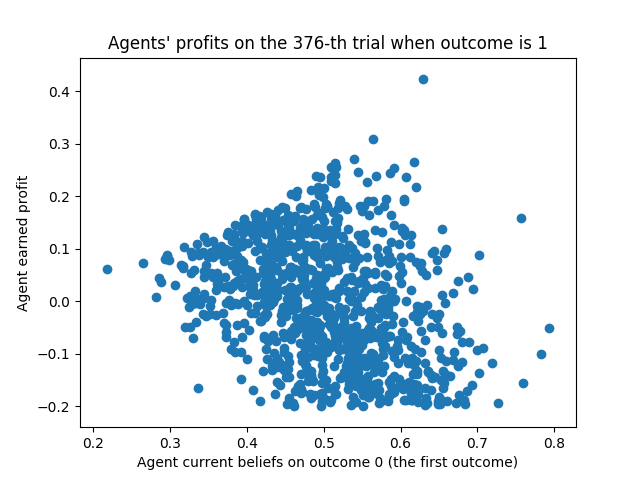 Agents' profits on the 376-th trial when outcome is 1
0.4
0.3
0.2
0.1
0.0
−0.1
−0.2
Agent earned profit
0.2 0.3 0.4 0.5 0.6 0.7 0.8
Agent current beliefs on outcome 0 (the first outcome)